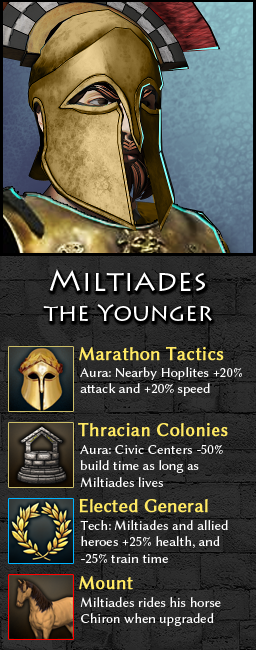 Miltiades
the Younger
Marathon Tactics
Aura: Nearby Hoplites +20%
attack and +20% speed
Thracian Colonies
Aura: Civic Centers -50%
build time as long as
Miltiades lives
Elected General
Tech: Miltiades and allied
heroes +25% health, and
-25% train time
Mount
Miltiades rides his horse
Chiron when upgraded